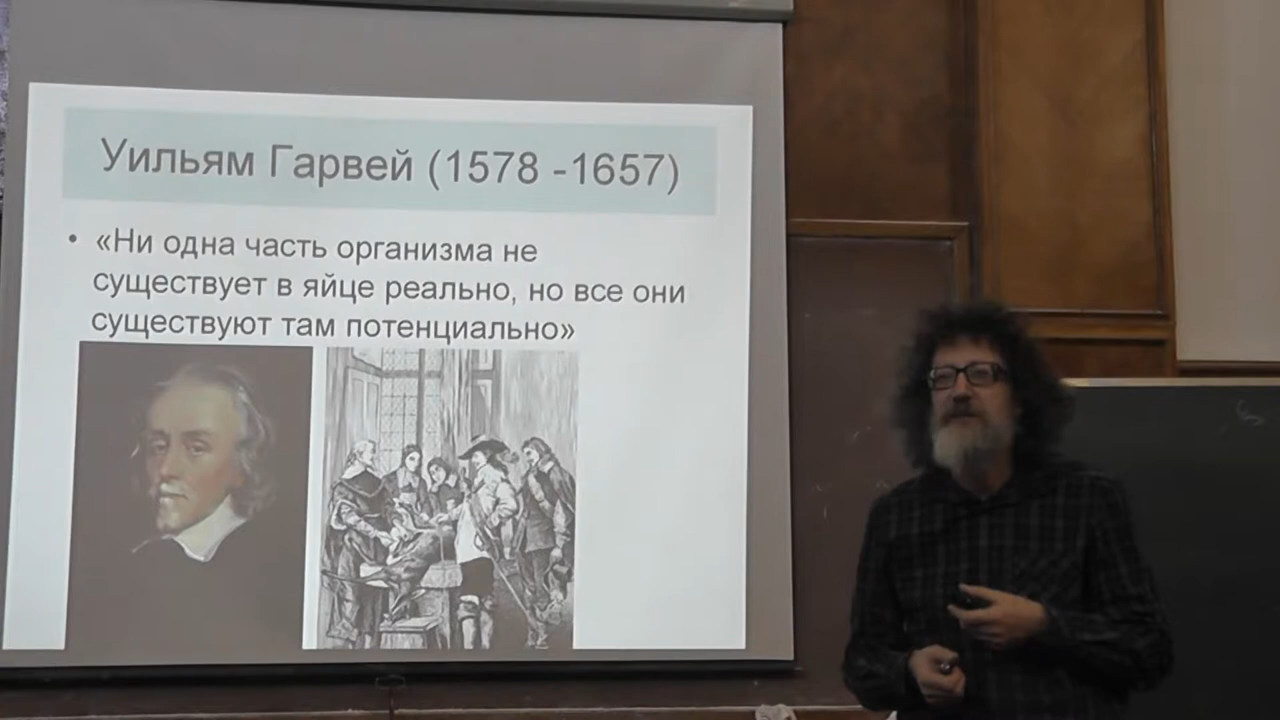 Уильям Гарвей (1578 -1657)
• «Ни одна часть организма не
существует в яйце реально, но все они
существуют там потенциально»